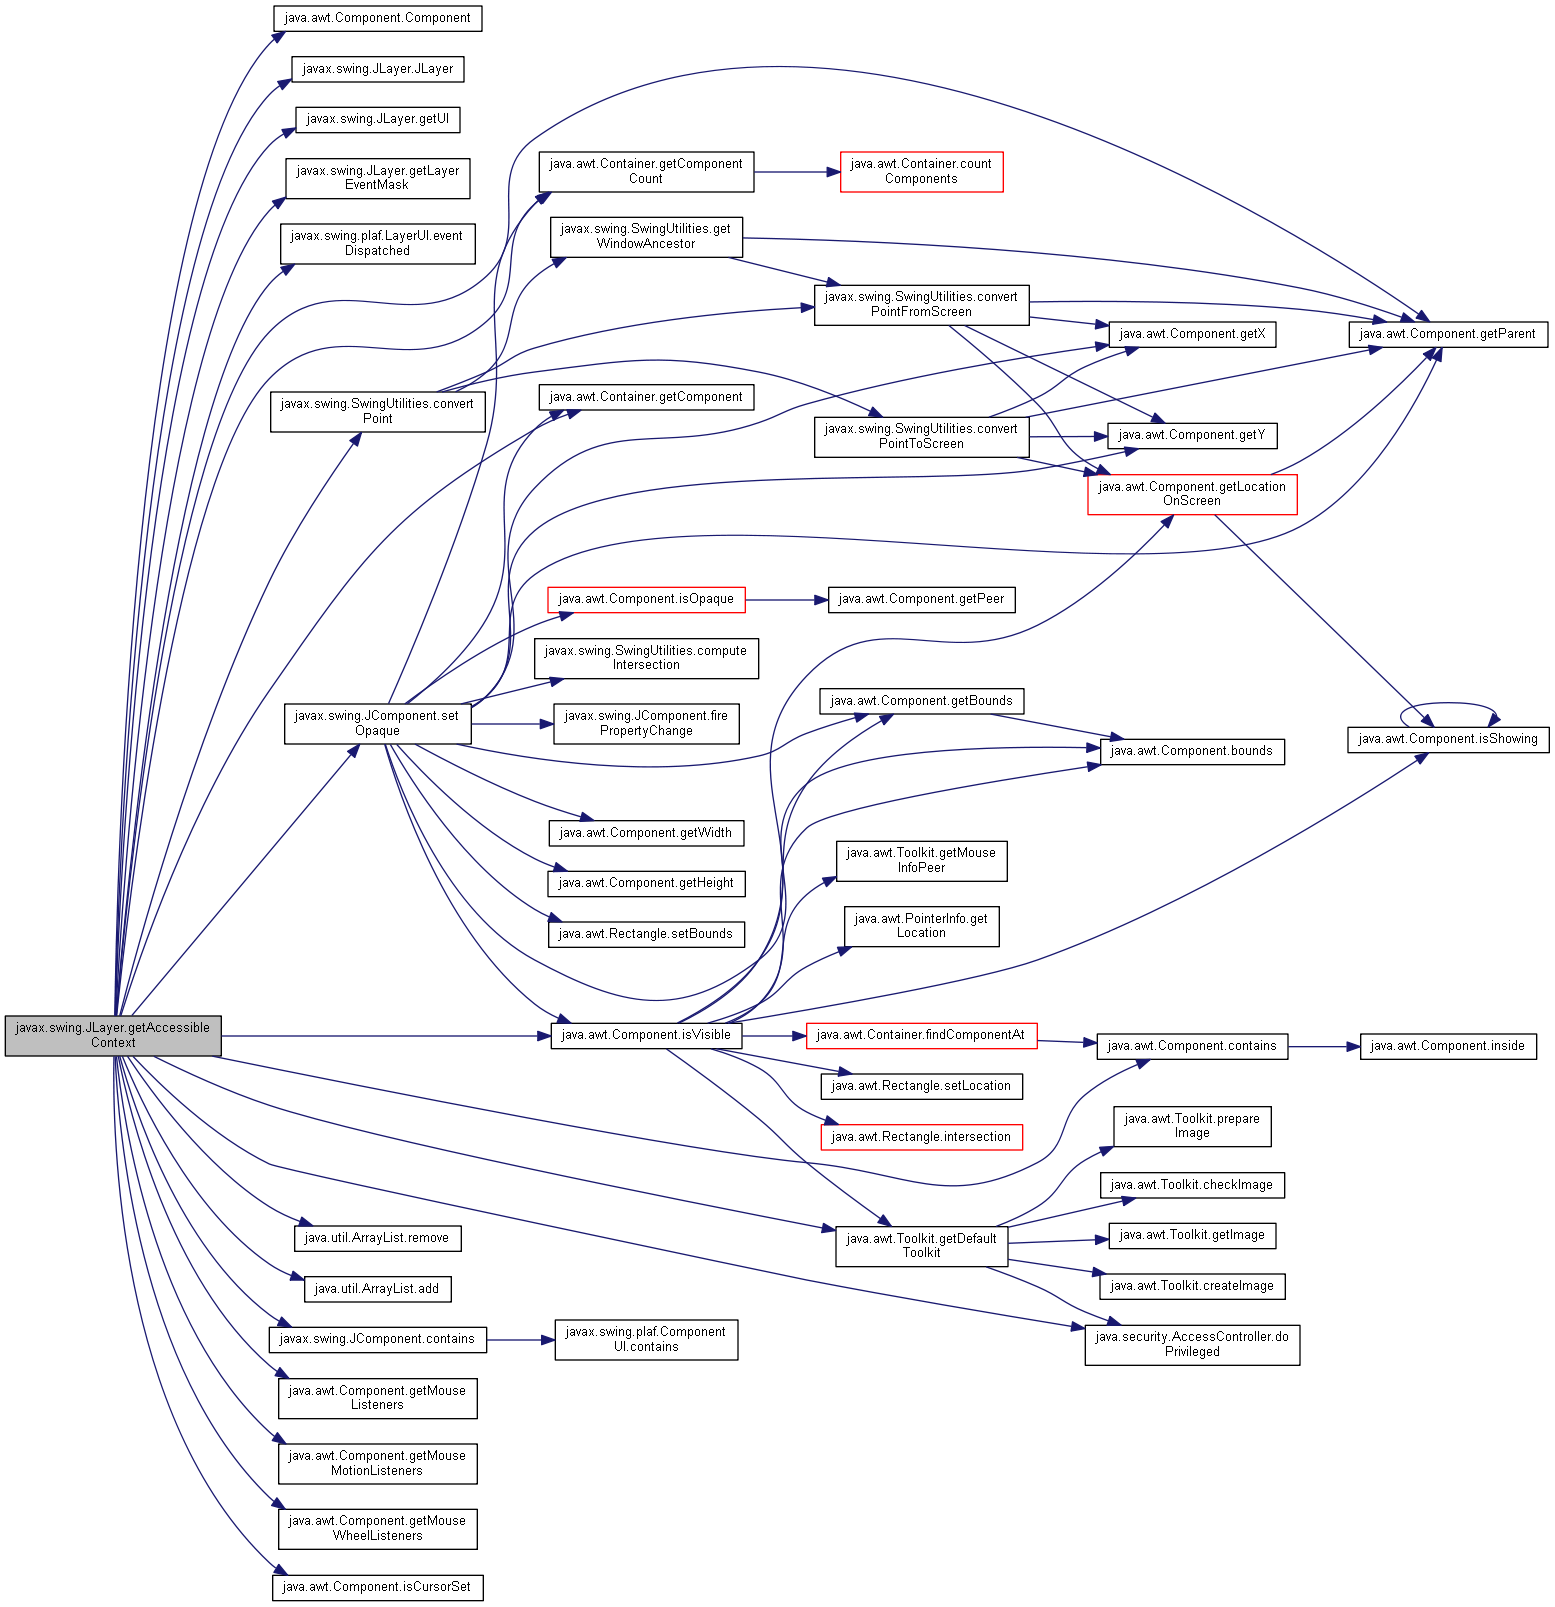 java.awt.Component.Component
javax.swing.JLayer.JLayer
javax.swing.JLayer.getUI
javax.swing.JLayer.getLayer
EventMask
javax.swing.plaf.LayerUI.event
Dispatched
javax.swing.SwingUtilities.convert
Point
javax.swing.JComponent.set
Opaque
javax.swing.JLayer.getAccessible
Context
java.util.ArrayList.remove
java.util.ArrayList.add
javax.swing.JComponent.contains
java.awt.Component.getMouse
Listeners
java.awt.Component.getMouse
MotionListeners
java.awt.Component.getMouse
WheelListeners
java.awt.Component.isCursorSet
java.awt.Container.getComponent
Count
javax.swing.SwingUtilities.get
WindowAncestor
java.awt.Container.getComponent
java.awt.Component.isOpaque
javax.swing.SwingUtilities.compute
Intersection
javax.swing.JComponent.fire
PropertyChange
java.awt.Component.getWidth
java.awt.Component.getHeight
java.awt.Rectangle.setBounds
java.awt.Component.isVisible
javax.swing.plaf.Component
UI.contains
java.awt.Container.count
Components
javax.swing.SwingUtilities.convert
PointFromScreen
javax.swing.SwingUtilities.convert
PointToScreen
java.awt.Component.getPeer
java.awt.Component.getBounds
java.awt.Toolkit.getMouse
InfoPeer
java.awt.PointerInfo.get
Location
java.awt.Container.findComponentAt
java.awt.Rectangle.setLocation
java.awt.Rectangle.intersection
java.awt.Toolkit.getDefault
Toolkit
java.awt.Component.getX
java.awt.Component.getY
java.awt.Component.getLocation
OnScreen
java.awt.Component.bounds
java.awt.Component.contains
java.awt.Toolkit.prepare
Image
java.awt.Toolkit.checkImage
java.awt.Toolkit.getImage
java.awt.Toolkit.createImage
java.security.AccessController.do
Privileged
java.awt.Component.getParent
java.awt.Component.isShowing
java.awt.Component.inside